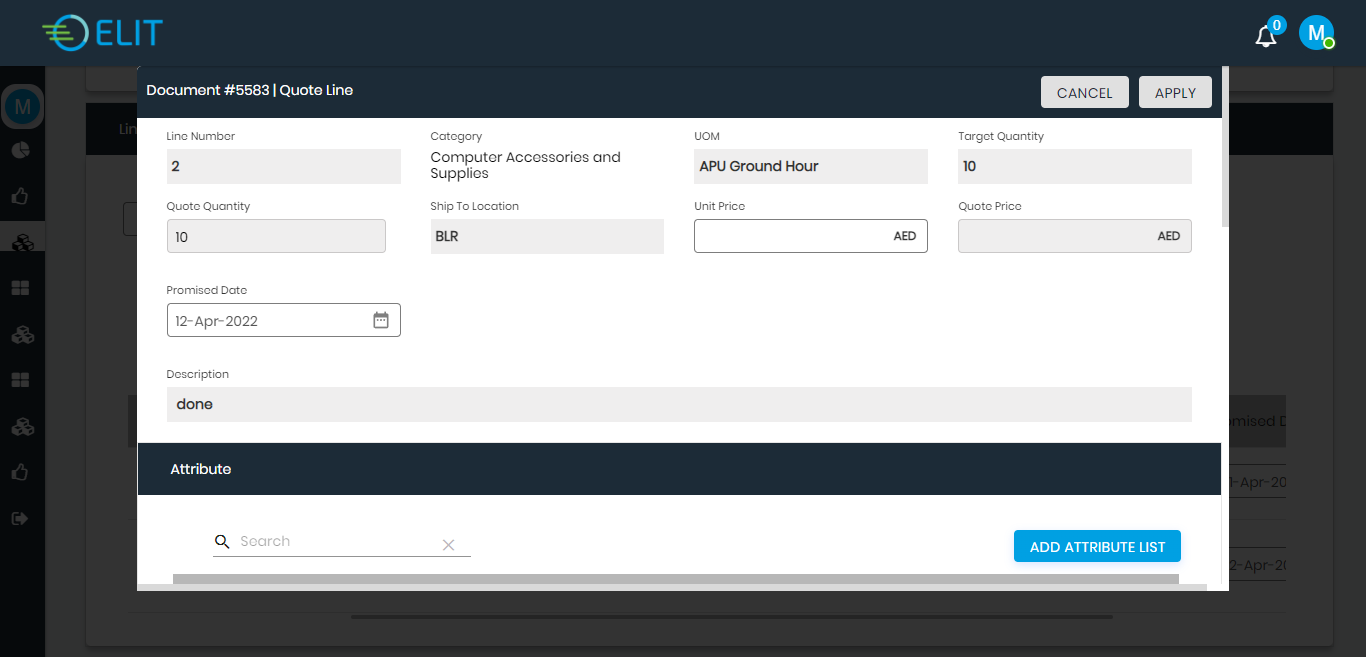 ELIT
0
M
M
Document #5583 | Quote Line
CANCEL
APPLY
Lin
Line Number
Category
UOM
Target Quantity
2
Computer Accessories and
Supplies
APU Ground Hour
10
Quote Quantity
Ship To Location
Unit Price
Quote Price
10
BLR
AED
AED
Promised Date
12-Apr-2022
Description
done
omised D
Attribute
-Apr-20
Search
ADD ATTRIBUTE LIST
2-Apr-20